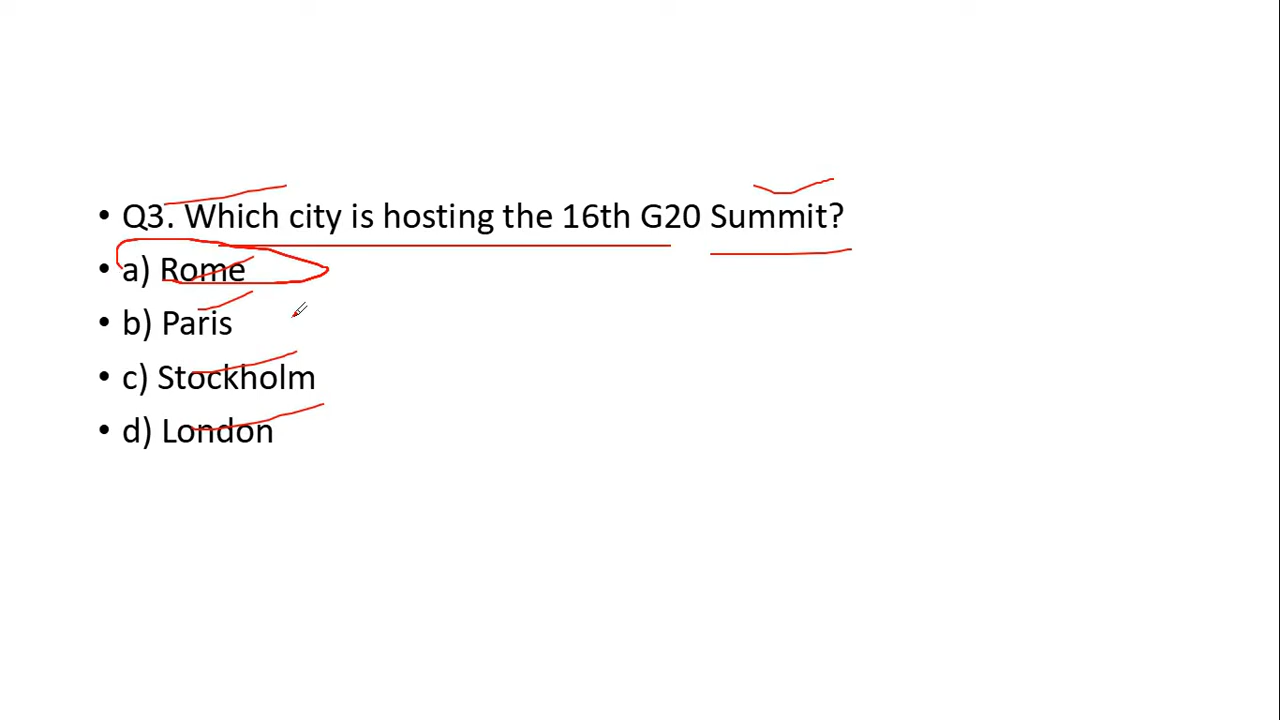 • Q3. Which city is hosting the 16th G20 Summit?
• a) Rome
• b) Paris
• c) Stockholm
• d) London